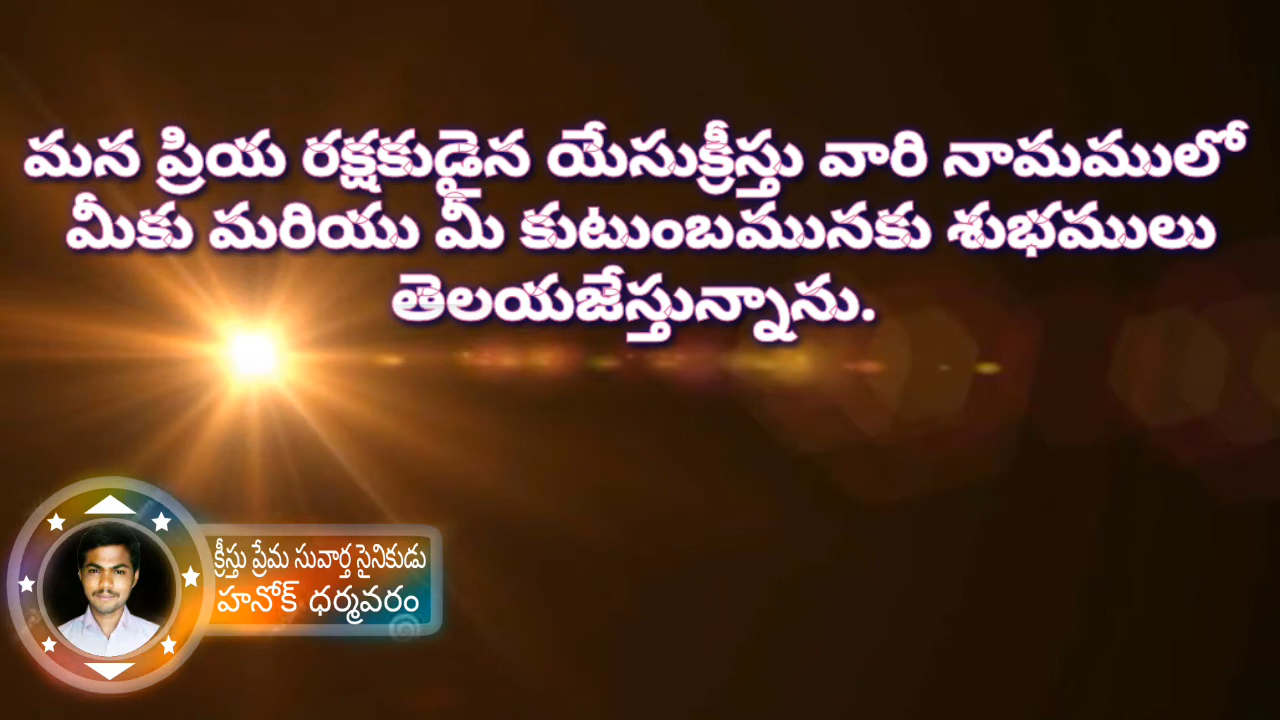 మన ప్రియ రక్షకుడైన యేసుక్రీస్తు వారి నామములో
మీకు మరియు మీ కుటుంబమునకు శుభములు
తెలయజేస్తున్నాను.
క్రీస్తు ప్రేమ సువార్త సైనికుడు
హనోక్ ధర్మవరం